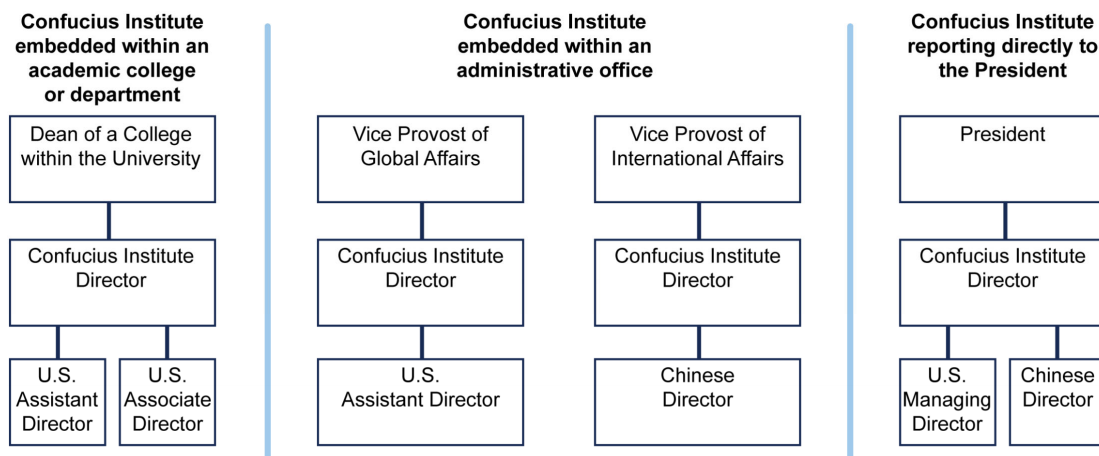 Confucius Institute
embedded within an
academic college
or department
Dean of a College
within the University
Confucius Institute
Director
U.S.
Assistant
Director
U.S.
Associate
Director
Confucius Institute
embedded within an
administrative office
Vice Provost of
Global Affairs
Confucius Institute
Director
U.S.
Assistant Director
Vice Provost of
International Affairs
Confucius Institute
Director
Chinese
Director
Confucius Institute
reporting directly to
the President
President
Confucius Institute
Director
U.S.
Managing
Director
Chinese
Director